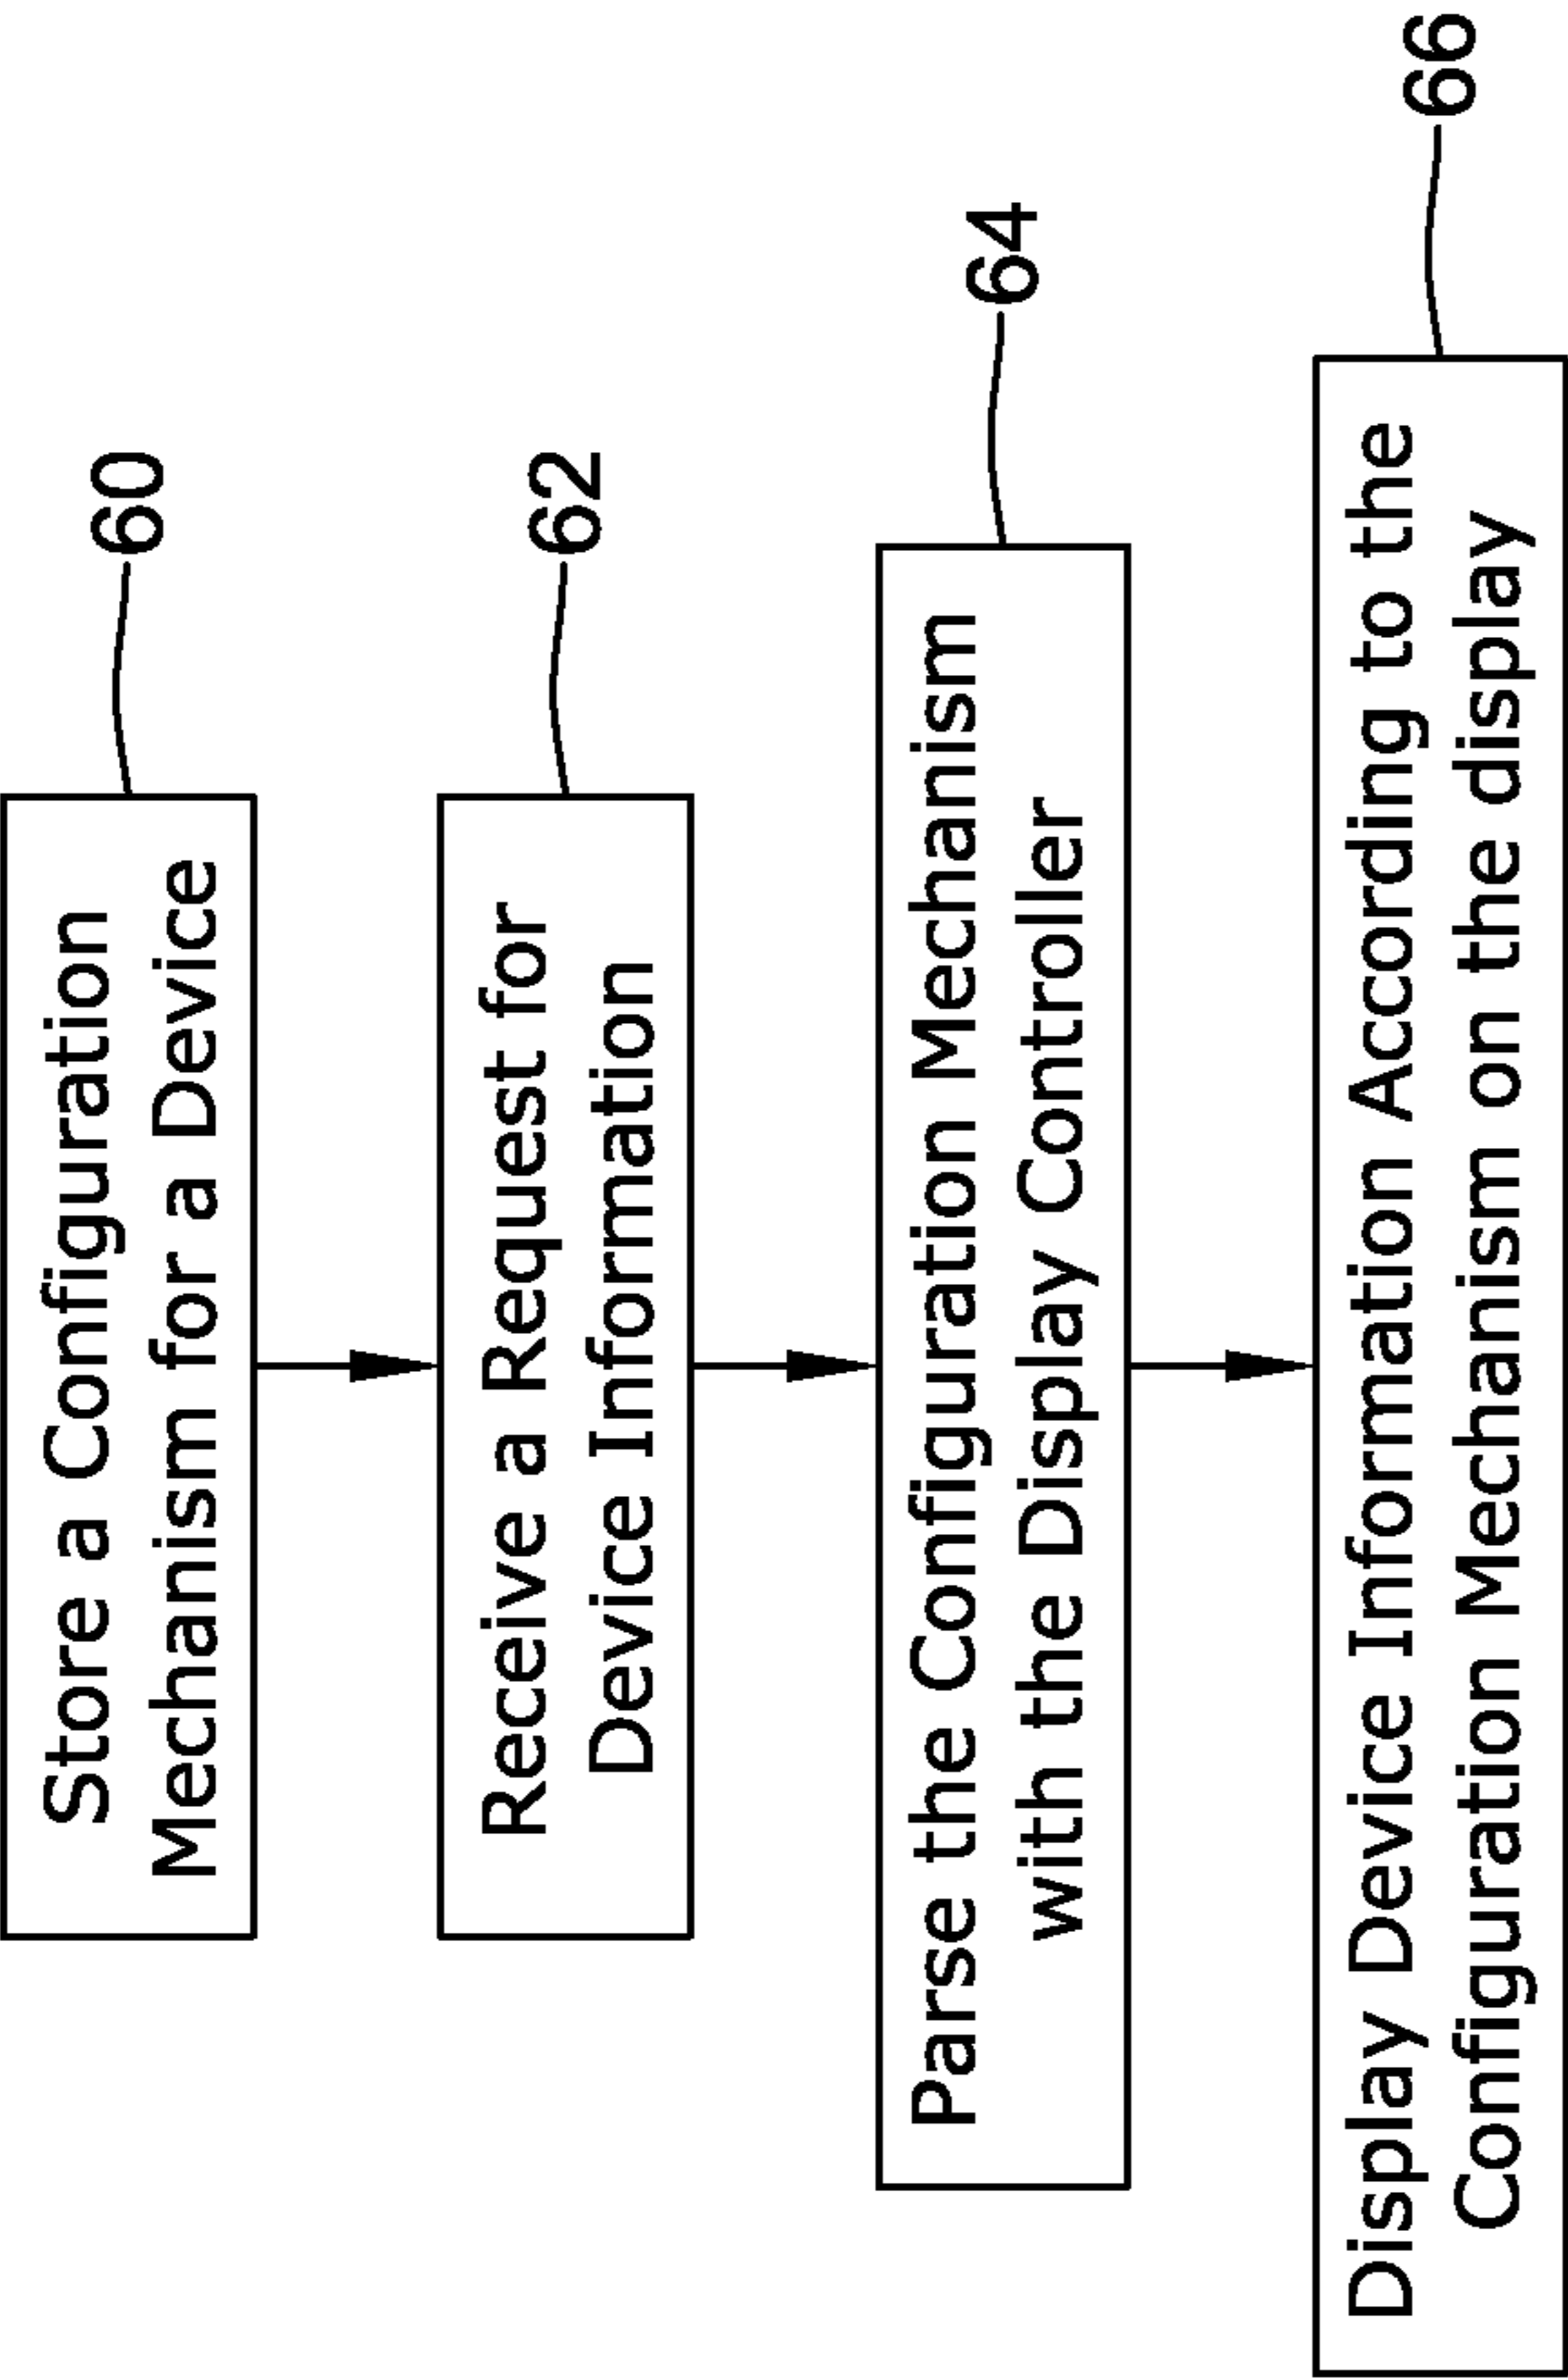 Store a Configuration
Mechanism for a Device
60
Receive a Request for
Device Information
62
Parse the Configuration Mechanism
with the Display Controller
64
Display Device Information According to the
Configuration Mechanism on the display
66